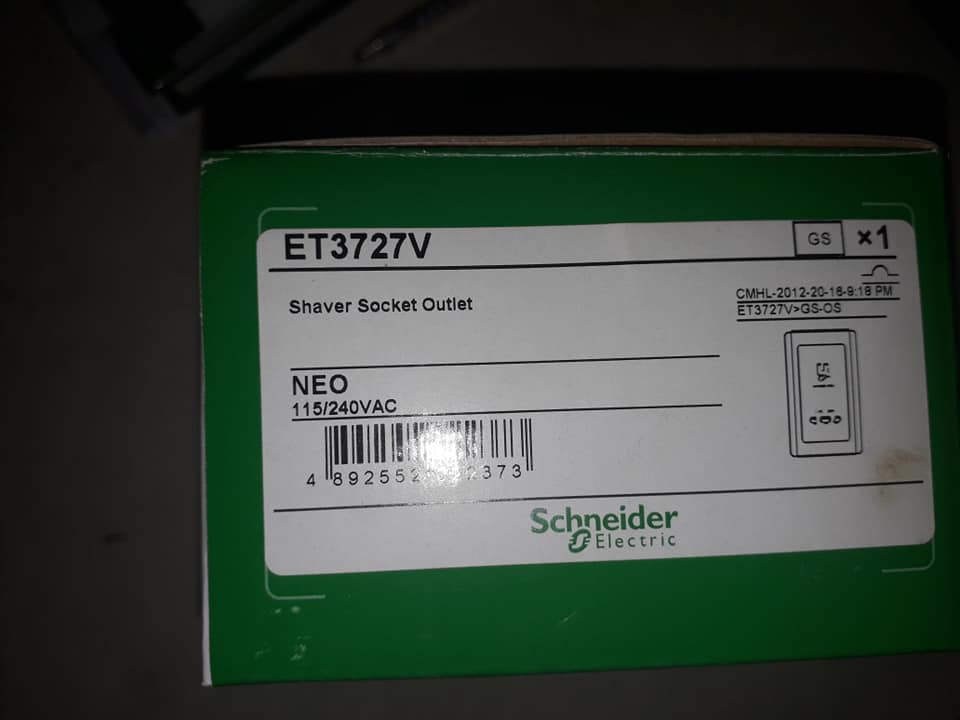 ET3727V
GS ×1
Shaver Socket Outlet
CMHL-2012-20-16-9:18 PM
ET3727V>GS-OS
NEO
115/240VAC
Schneider
Electric